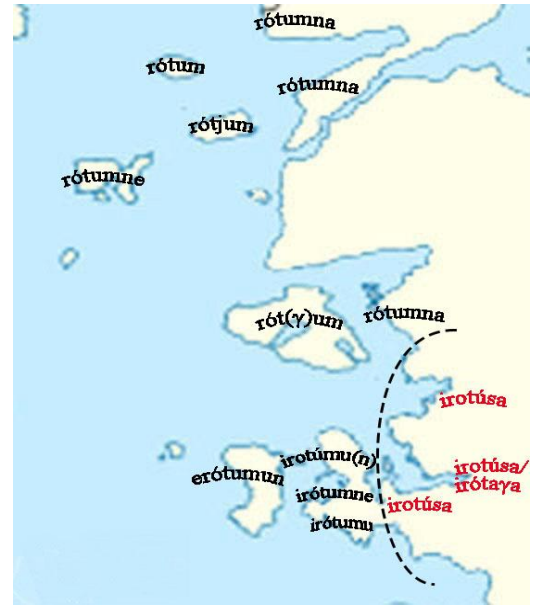 rótumna
rótum
rótumna
rótjum
rótumne
rót(γ)um
rótumna
irotúsa
irotúmu(n)
erótumun
irotúsa/
irótaγa
irótumne
irotúsa
irótumu